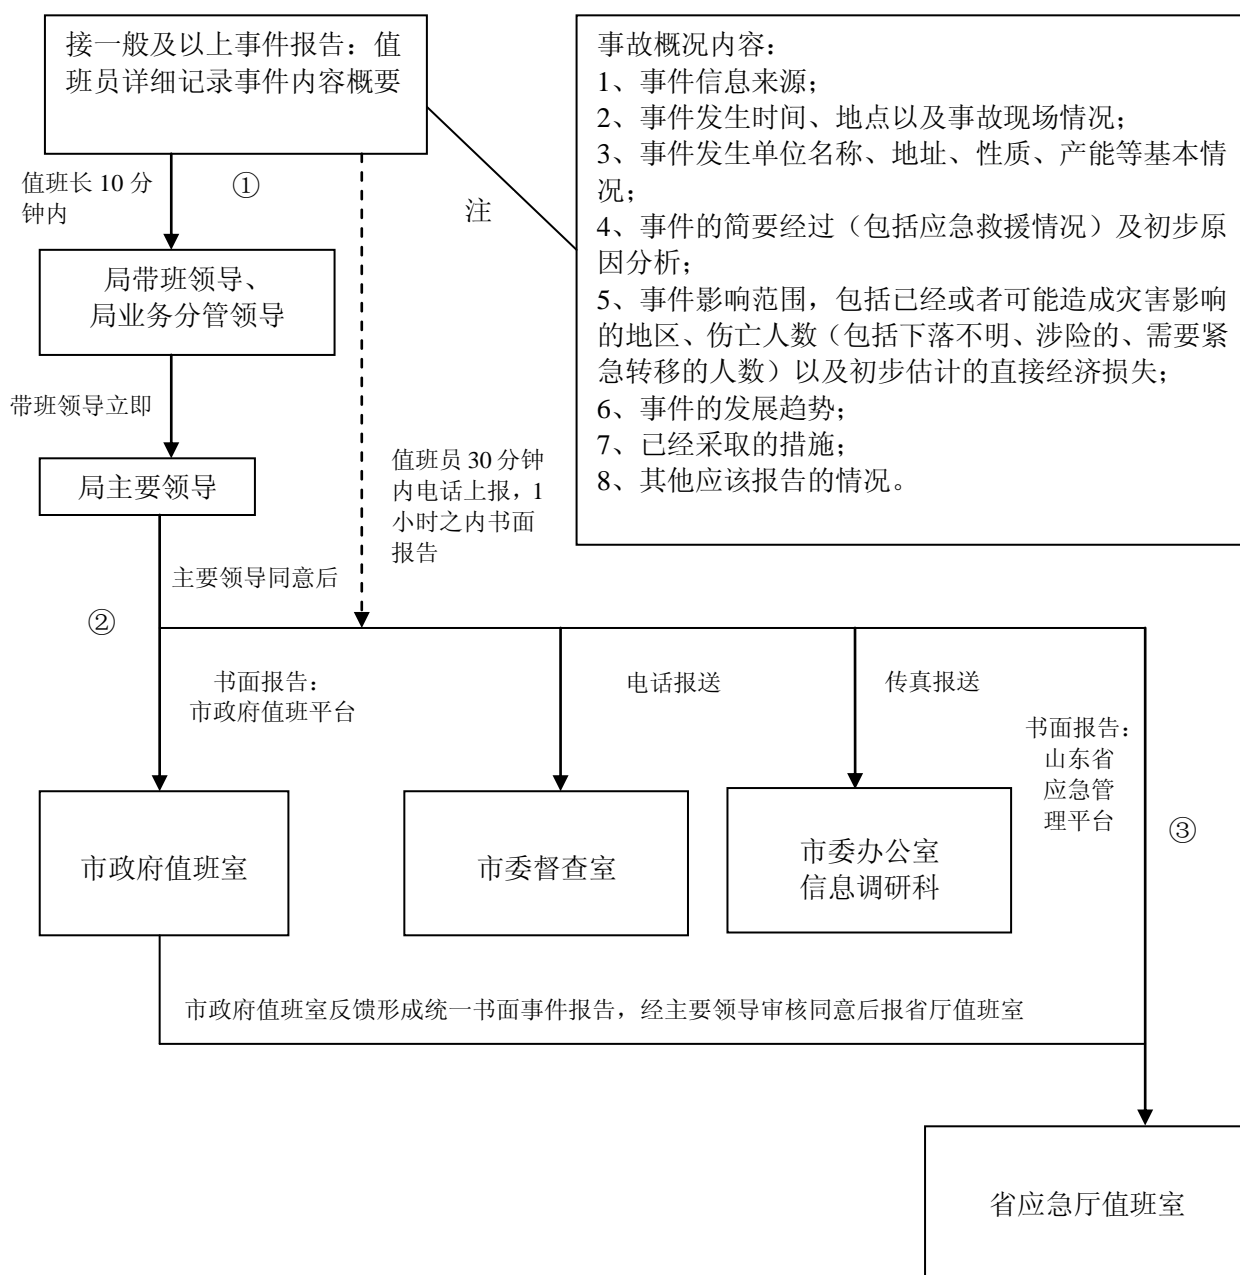 接一般及以上事件报告：值
班员详细记录事件内容概要
事故概况内容：
1、事件信息来源；
2、事件发生时间、地点以及事故现场情况；
3、事件发生单位名称、地址、性质、产能等基本情
况；
4、事件的简要经过（包括应急救援情况）及初步原
因分析；
5、事件影响范围，包括已经或者可能造成灾害影响
的地区、伤亡人数（包括下落不明、涉险的、需要紧
急转移的人数）以及初步估计的直接经济损失；
6、事件的发展趋势；
7、已经采取的措施；
8、其他应该报告的情况。
值班长 10 分
钟内
①
注
局带班领导、
局业务分管领导
带班领导立即
局主要领导
值班员 30 分钟
内电话上报，1
小时之内书面
报告
主要领导同意后
②
书面报告：
市政府值班平台
电话报送
传真报送
书面报告：
山东省
应急管
理平台
③
市政府值班室
市委督查室
市委办公室
信息调研科
市政府值班室反馈形成统一书面事件报告，经主要领导审核同意后报省厅值班室
省应急厅值班室